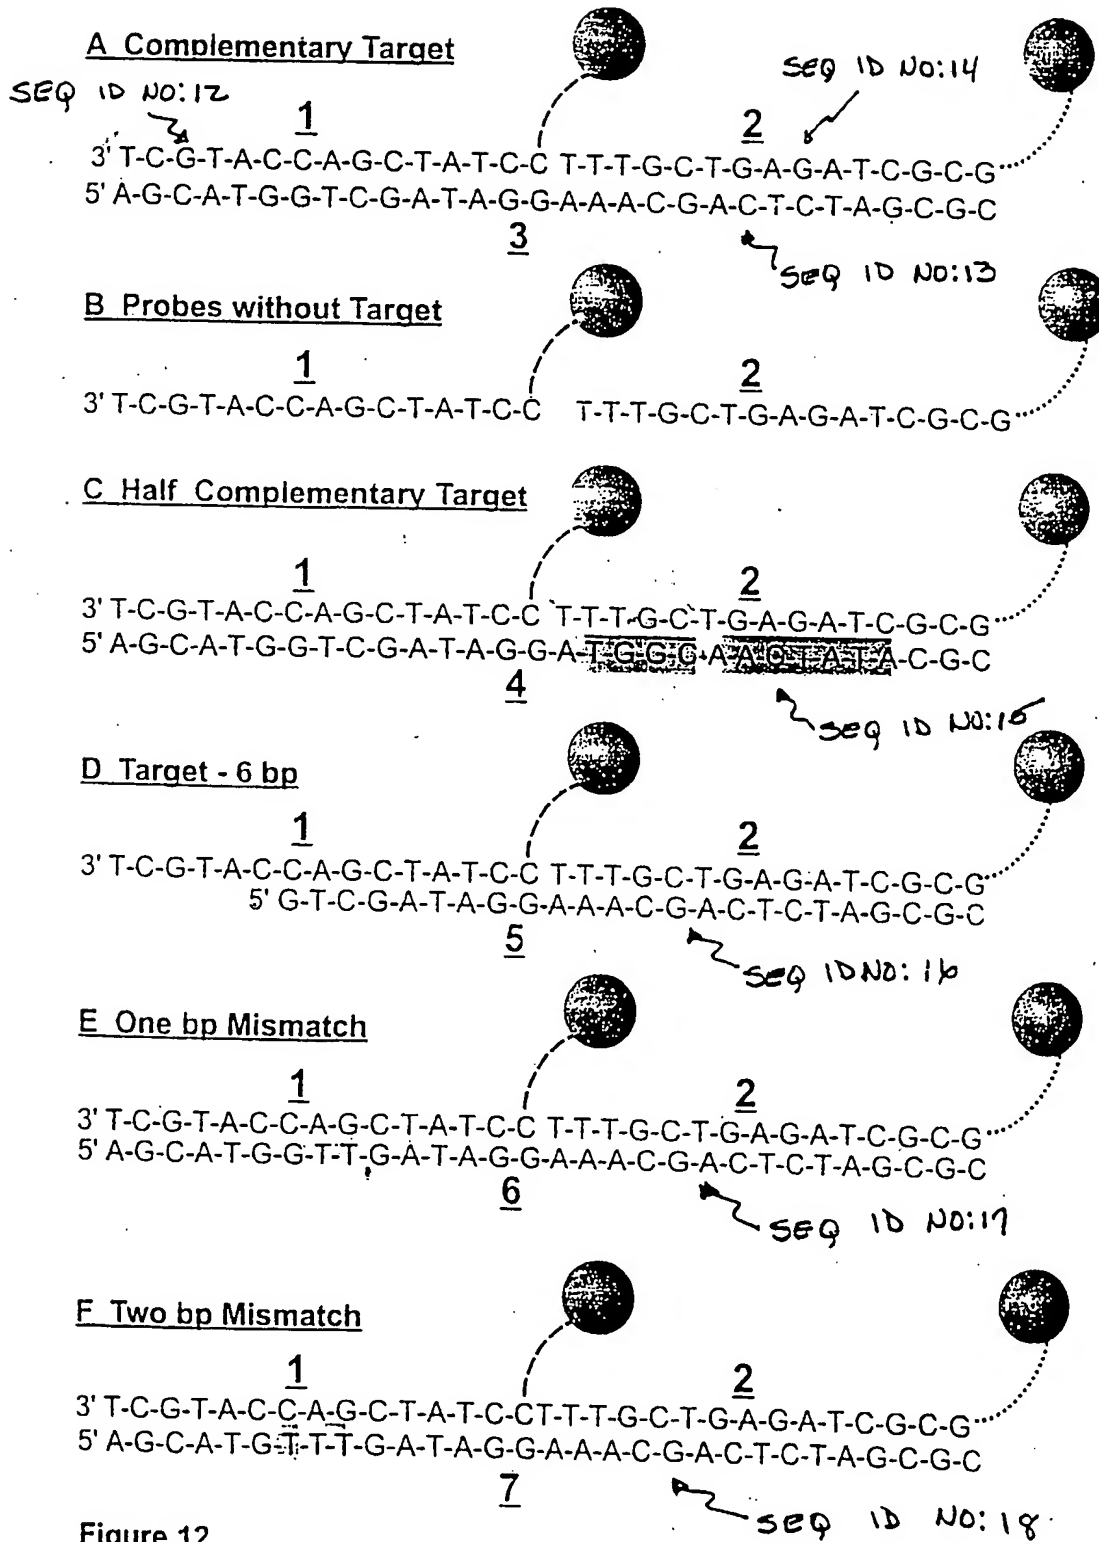 A Complementary Target
SEQ ID NO:12
SEQ ID NO:14
1
2
3' T-C-G-T-A-C-C-A-G-C-T-A-T-C-C T-T-T-G-C-T-G-A-G-A-T-C-G-C-G
5' A-G-C-A-T-G-G-T-C-G-A-T-A-G-G-A-A-A-C-G-A-C-T-C-T-A-G-C-G-C
3
SEQ ID NO:13
B Probes without Target
1
2
3' T-C-G-T-A-C-C-A-G-C-T-A-T-C-C T-T-T-G-C-T-G-A-G-A-T-C-G-C-G
C Half Complementary Target
1
2
3' T-C-G-T-A-C-C-A-G-C-T-A-T-C-C T-T-T-G-C-T-G-A-G-A-T-C-G-C-G
5' A-G-C-A-T-G-G-T-C-G-A-T-A-G-G-A-T-G-G-C-A-A-C-T-A-T-A-C-G-C
4
SEQ ID NO:15
D Target - 6 bp
1
2
3' T-C-G-T-A-C-C-A-G-C-T-A-T-C-C T-T-T-G-C-T-G-A-G-A-T-C-G-C-G
5' G-T-C-G-A-T-A-G-G-A-A-A-C-G-A-C-T-C-T-A-G-C-G-C
5
SEQ ID NO: 16
E One bp Mismatch
1
2
3' T-C-G-T-A-C-C-A-G-C-T-A-T-C-C T-T-T-G-C-T-G-A-G-A-T-C-G-C-G
5' A-G-C-A-T-G-G-T-T-G-A-T-A-G-G-A-A-A-C-G-A-C-T-C-T-A-G-C-G-C
6
SEQ ID NO:17
F Two bp Mismatch
1
2
3' T-C-G-T-A-C-C-A-G-C-T-A-T-C-C-T-T-T-G-C-T-G-A-G-A-T-C-G-C-G
5' A-G-C-A-T-G-T-T-T-G-A-T-A-G-G-A-A-A-C-G-A-C-T-C-T-A-G-C-G-C
7
SEQ ID NO: 18
Figure 12